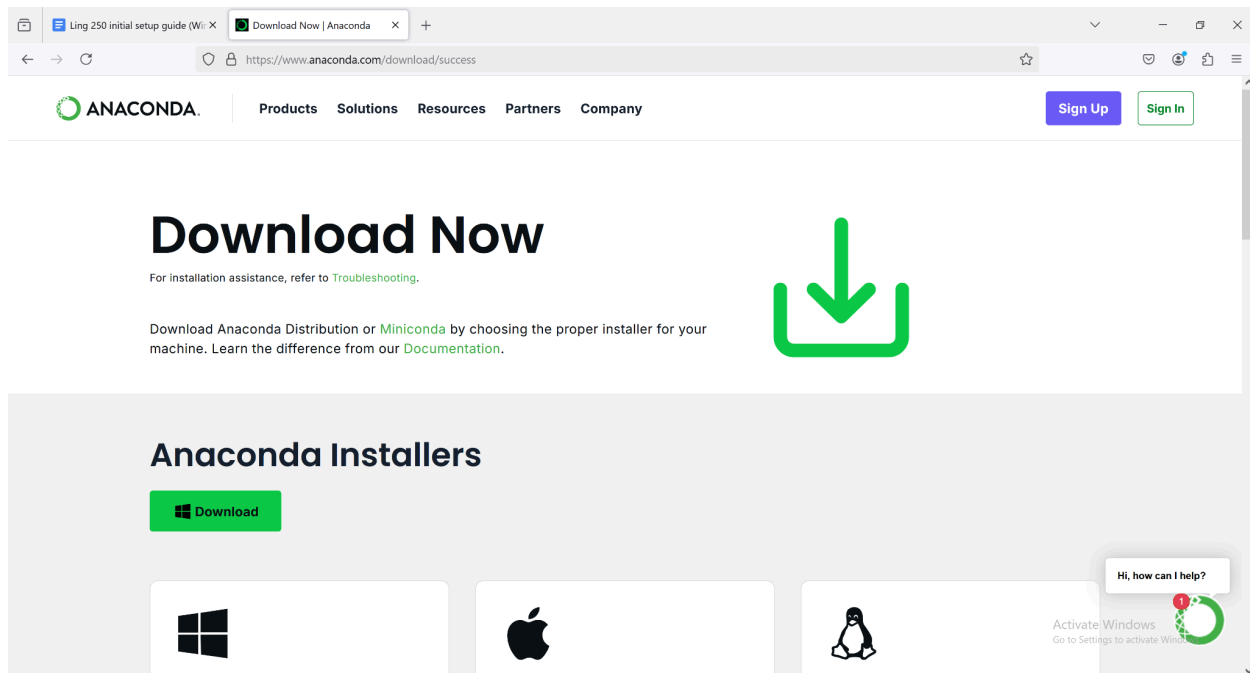 Ling 250 initial setup guide (Wir
Download Now | Anaconda
https://www.anaconda.com/download/success
ANACONDA.
Products Solutions Resources Partners Company
Sign Up
Sign In
Download Now
For installation assistance, refer to Troubleshooting.
Download Anaconda Distribution or Miniconda by choosing the proper installer for your
machine. Learn the difference from our Documentation.
Anaconda Installers
Download
Hi, how can I help?
1
Activate Windows
Go to Settings to activate Wind